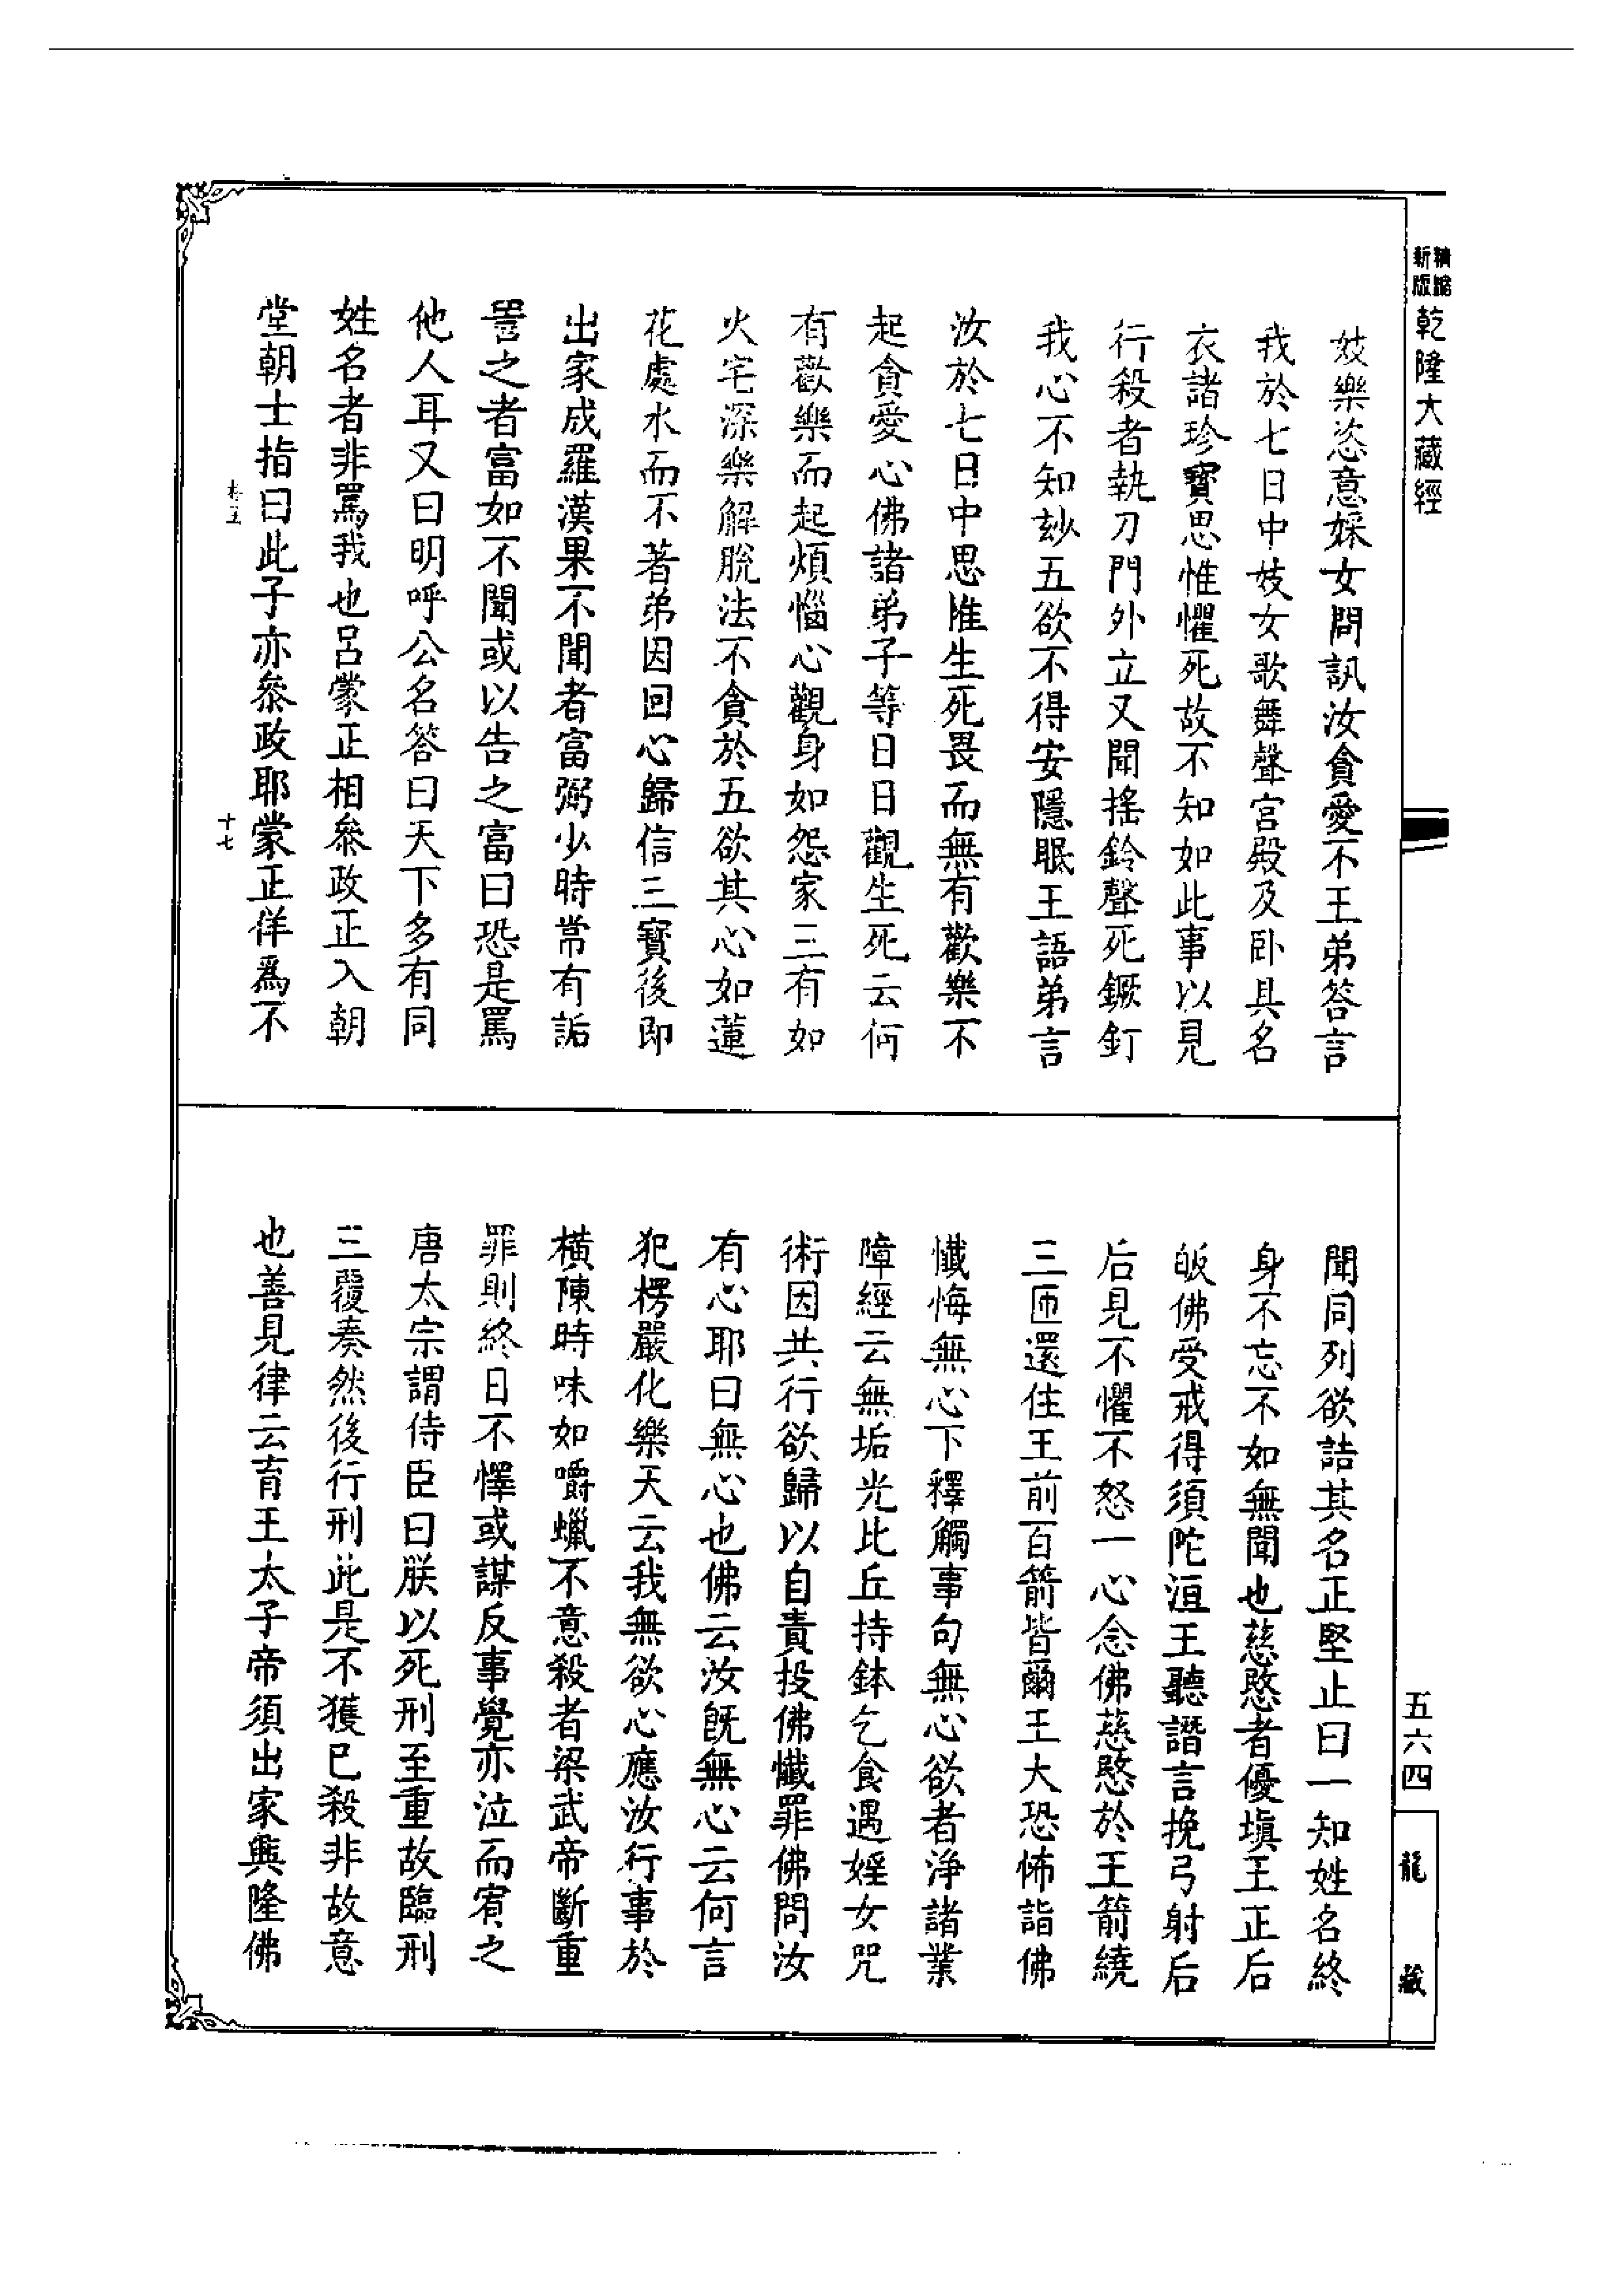 新版
精縮
乾隆大藏經
妓樂恣意婇女問訊汝貪愛不王弟答言
我於七日中妓女歌舞聲宮殿及卧具名
衣諸珍寶思惟懼死故不知如此事以見
行殺者執刀門外立又聞搖鈴聲死鐝釘
我心不知玅五欲不得安隱眠王語弟言
汝於七日中思惟生死畏而無有歡樂不
起貪愛心佛諸弟子等日日觀生死云何
有歡樂而起煩惱心觀身如怨家三有如
火宅深樂解脫法不貪於五欲其心如蓮
花處水而不著弟因回心歸信三寶後即
出家成羅漢果不聞者富弼少時常有詬
詈之者富如不聞或以告之富曰恐是罵
他人耳又曰明呼公名答曰天下多有同
姓名者非罵我也呂蒙正相叅政正入朝
堂朝士指曰此子亦叅政耶蒙正佯爲不
十七
聞同列欲詰其名正堅止曰一知姓名終
身不忘不如無聞也慈愍者優塡王正后
皈佛受戒得須陀洹王聽譖言挽弓射后
后見不懼不怒一心念佛慈愍於王箭繞
三匝還住王前百箭皆爾王大恐怖詣佛
懺悔無心下釋觸事句無心欲者淨諸業
障經云無垢光比丘持鉢乞食遇婬女咒
術因共行欲歸以自責投佛懺罪佛問汝
有心耶曰無心也佛云汝旣無心云何言
犯楞嚴化樂天云我無欲心應汝行事於
橫陳時味如嚼蠟不意殺者梁武帝斷重
罪則終日不懌或謀反事覺亦泣而宥之
唐太宗謂侍臣曰朕以死刑至重故臨刑
三覆奏然後行刑此是不獲已殺非故意
也善見律云育王太子帝須出家興隆佛
五六四
龍藏